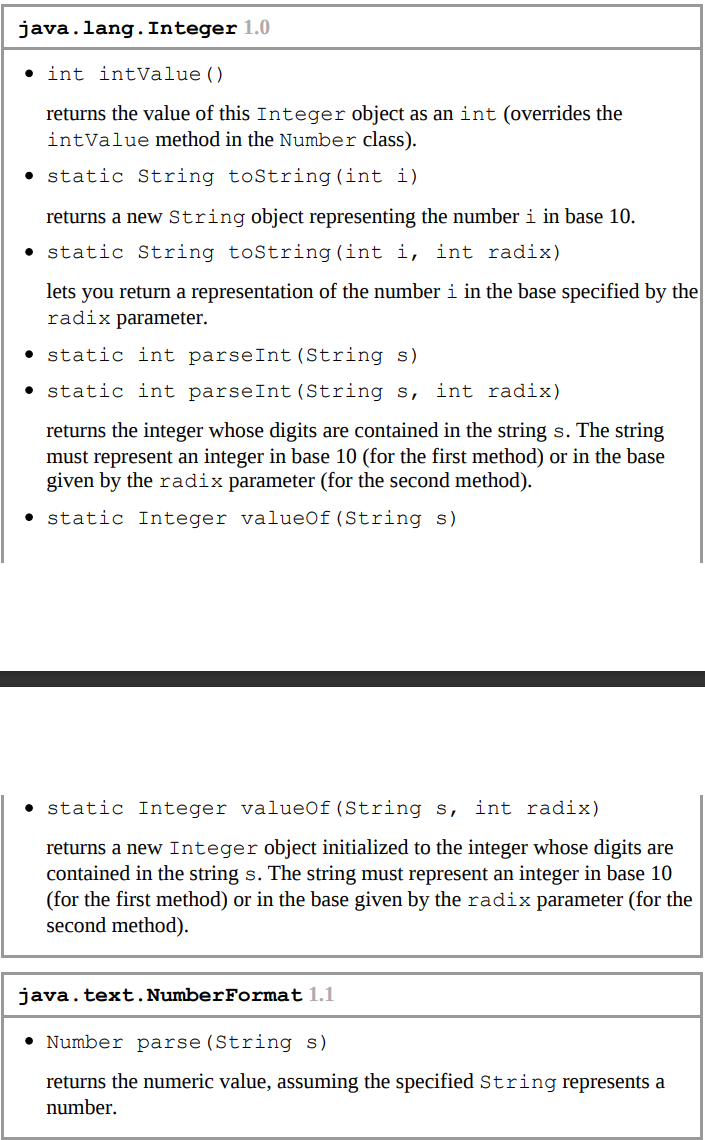 java.lang.Integer 1.0
• int intValue()
returns the value of this Integer object as an int (overrides the
intValue method in the Number class).
• static String toString(int i)
returns a new String object representing the number i in base 10.
• static String toString(int i, int radix)
lets you return a representation of the number i in the base specified by the
radix parameter.
• static int parseInt(String s)
• static int parseInt(String s, int radix)
returns the integer whose digits are contained in the string s. The string
must represent an integer in base 10 (for the first method) or in the base
given by the radix parameter (for the second method).
• static Integer valueOf(String s)
• static Integer valueOf(String s, int radix)
returns a new Integer object initialized to the integer whose digits are
contained in the string s. The string must represent an integer in base 10
(for the first method) or in the base given by the radix parameter (for the
second method).
java.text.NumberFormat 1.1
• Number parse(String s)
returns the numeric value, assuming the specified String represents a
number.